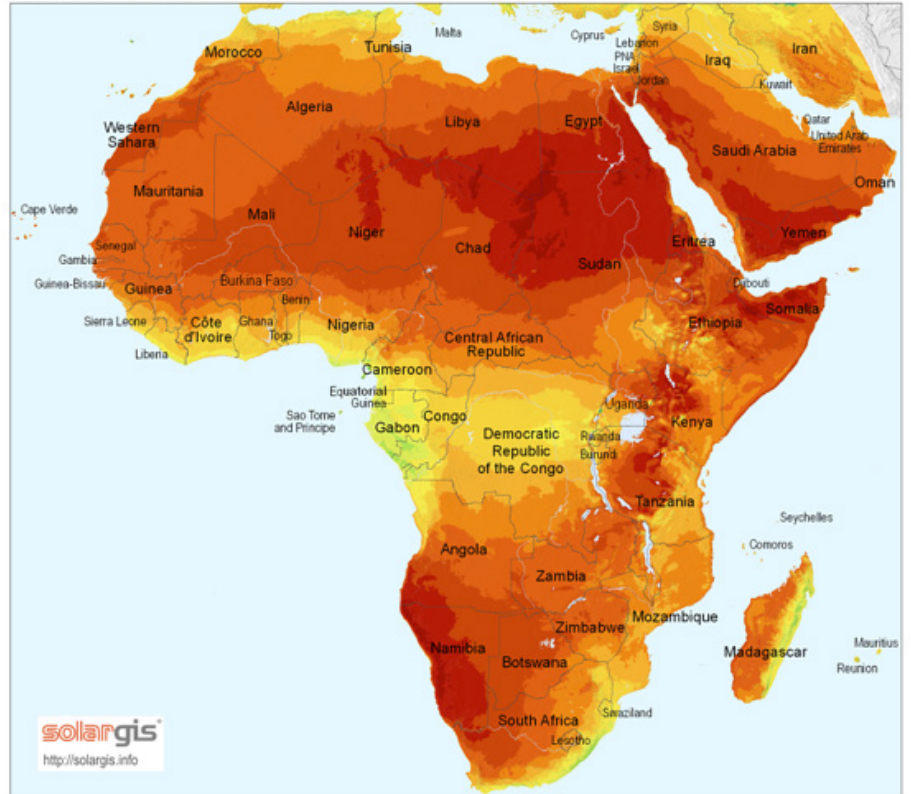 Syria
Malta
Cyprus
Tunisia
Morocco
Lebanon
PNA
Israel
Iran
Iraq
Jordan
Kuwait
Algeria
Libya
Egypt
Qatar
Western
Sahara
United Arab
Emirates
Saudi Arabia
Oman
Mauritania
Cape Verde
Mali
Niger
Chad
Sudan
Eritrea
Yemen
Senegal
Gambia
Guinea-Bissau
Guinea
Burkina Faso
Benin
Dabouti
Somalia
Sierra Leone
Côte
d'Ivoire
Ghana
Togo
Nigeria
Ethiopia
Liberia
Central African
Republic
Cameroon
Equatorial
Guinea
Sao Tome
and Principe
Gabon
Congo
Uganda
Kenya
Democratic
Republic
of the Congo
Rwanda
Burundi
Tanzania
Seychelles
Comoros
Angola
Zambia
Mozambique
Zimbabwe
Madagascar
Mauritius
Reunion
Namibia
Botswana
Swaziland
South Africa
Lesotho
solargis
http://solargis.info